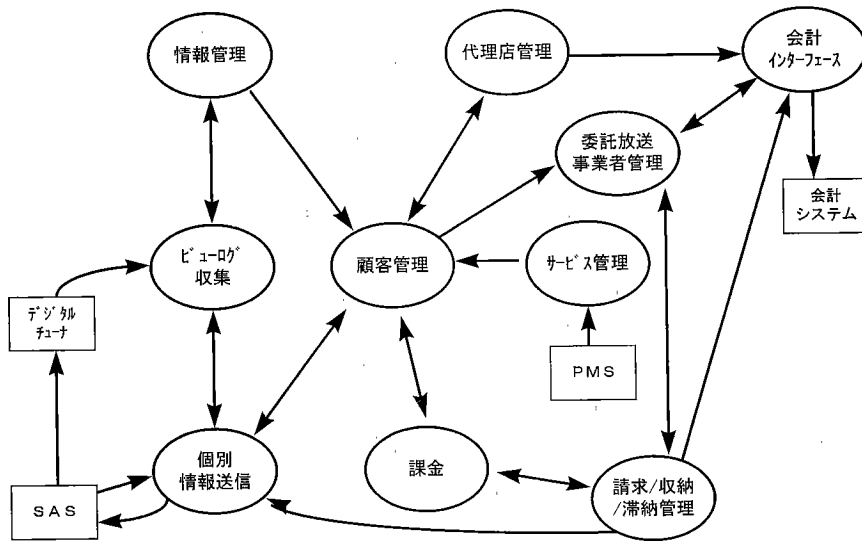 情報管理
代理店管理
会計
インターフェース
委託放送
事業者管理
会計
システム
ビューログ
収集
顧客管理
サービス管理
デジタル
チューナ
PMS
個別
情報送信
課金
請求/収納
/滞納管理
SAS